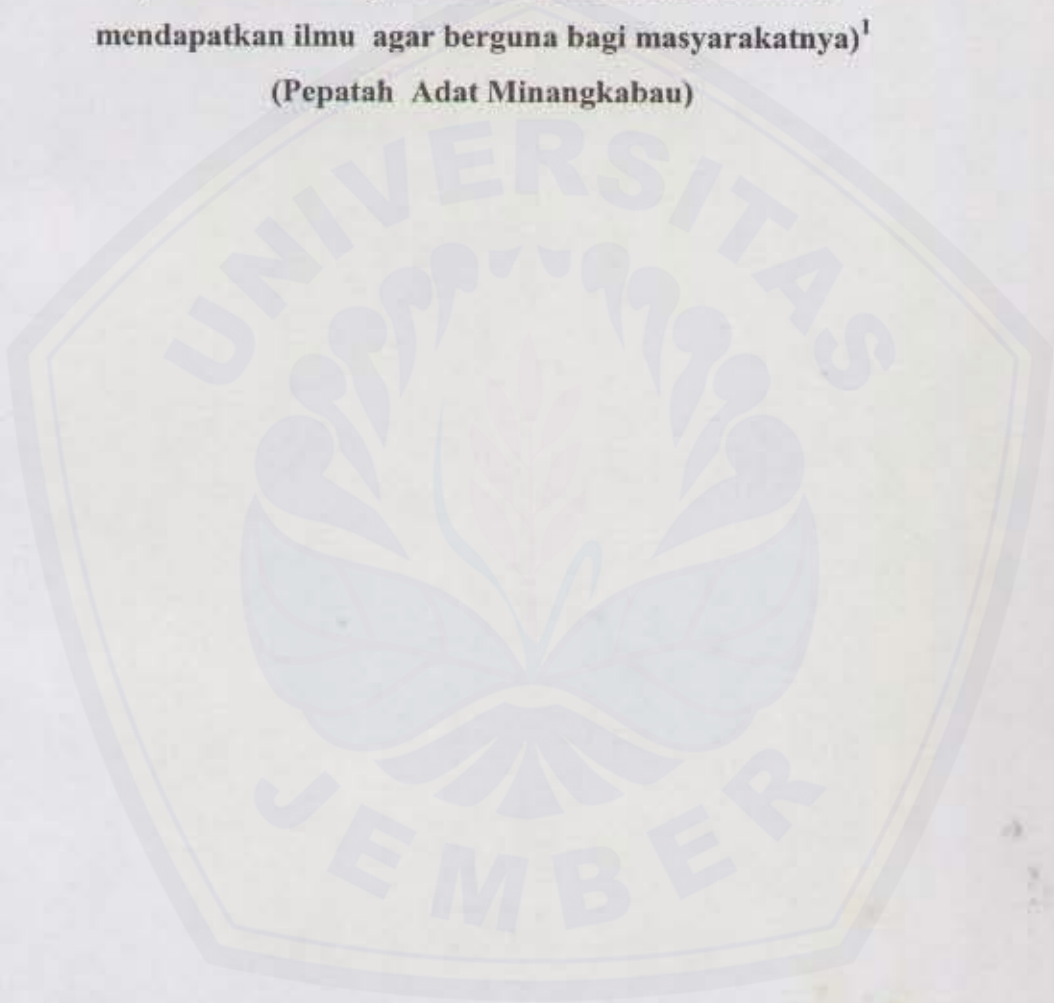 mendapatkan ilmu agar berguna bagi masyarakatnya)¹
(Pepatah Adat Minangkabau)
UNIVERSITAS
JEMBER